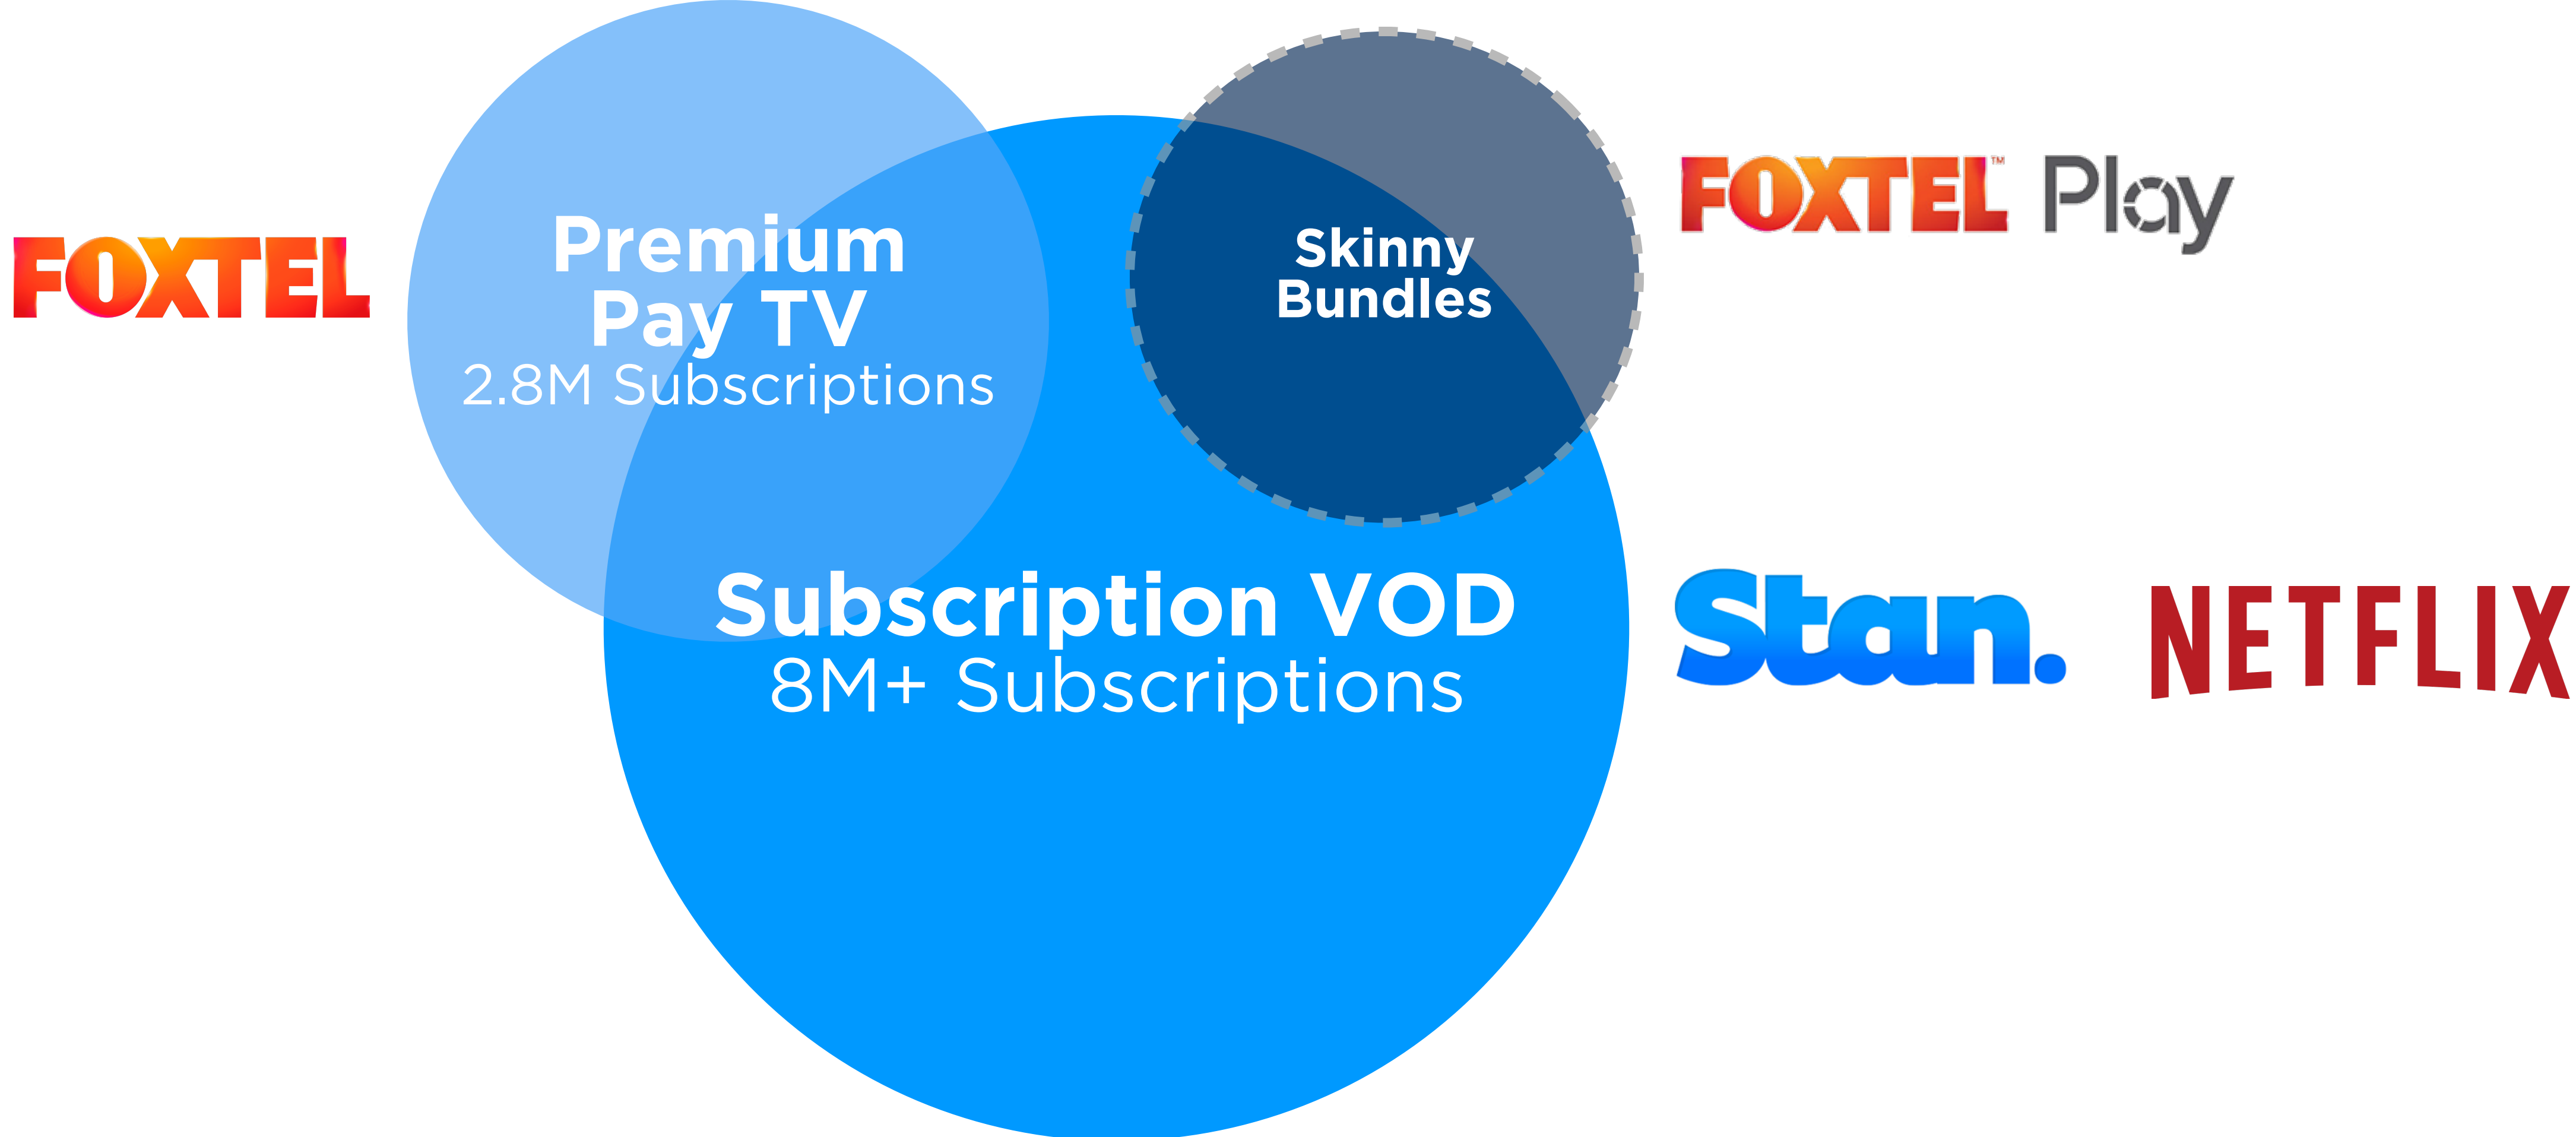 FOXTEL
Premium
Pay TV
2.8M Subscriptions
Skinny
Bundles
FOXTEL™ Play
Subscription VOD
8M+ Subscriptions
Stan.
NETFLIX